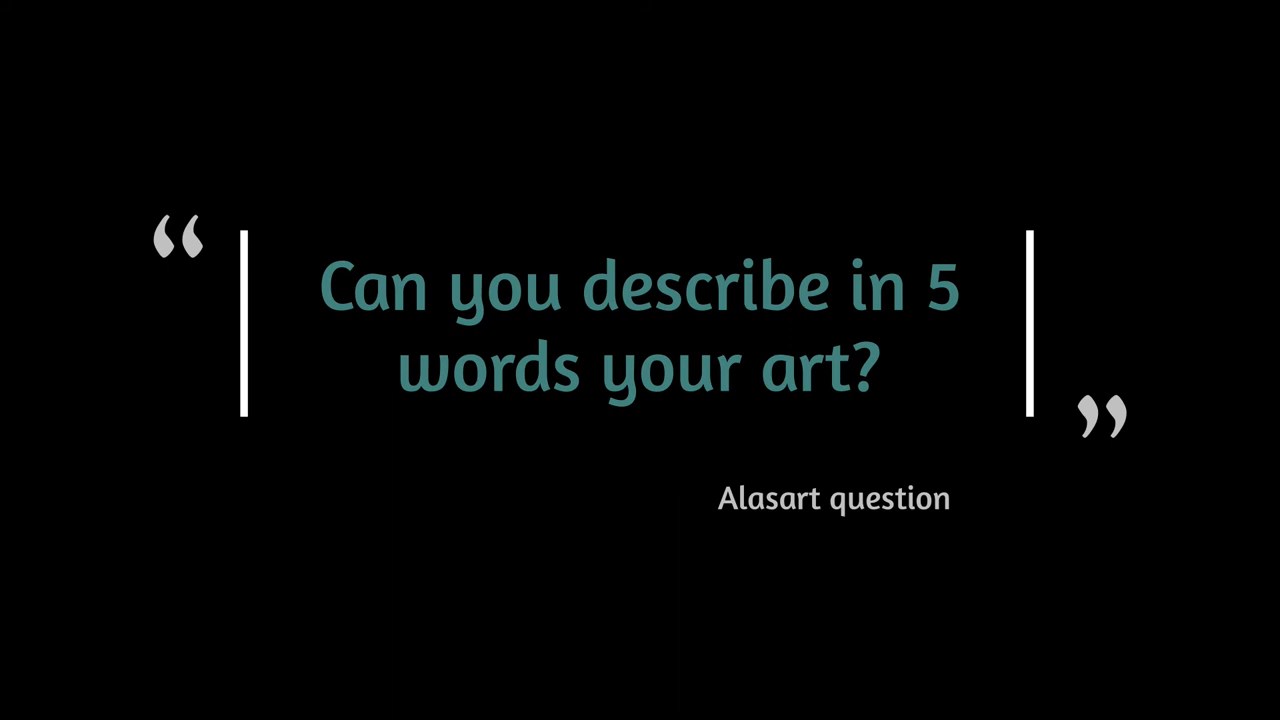 “
Can you describe in 5
words your art?
”
Alasart question